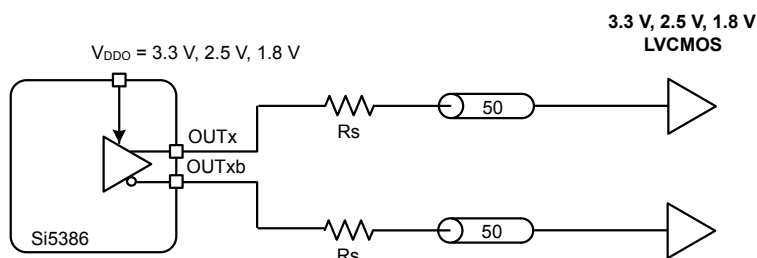 3.3 V, 2.5 V, 1.8 V
LVCMOS
VDDO = 3.3 V, 2.5 V, 1.8 V
OUTx
50
Rs
OUTxb
Si5386
50
Rs